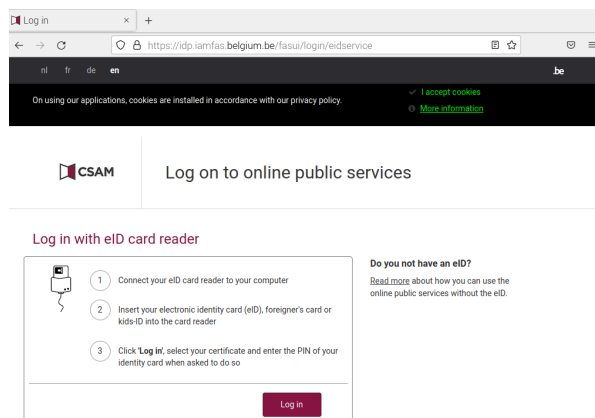 Log in
https://idp.iamfas.belgium.be/fasui/login/eidservice
nl fr de en
.be
On using our applications, cookies are installed in accordance with our privacy policy.
I accept cookies
More information
CSAM
Log on to online public services
Log in with eID card reader
1 Connect your eID card reader to your computer
2 Insert your electronic identity card (eID), foreigner's card or
kids-ID into the card reader
3 Click 'Log in', select your certificate and enter the PIN of your
identity card when asked to do so
Log in
Do you not have an eID?
Read more about how you can use the
online public services without the eID.